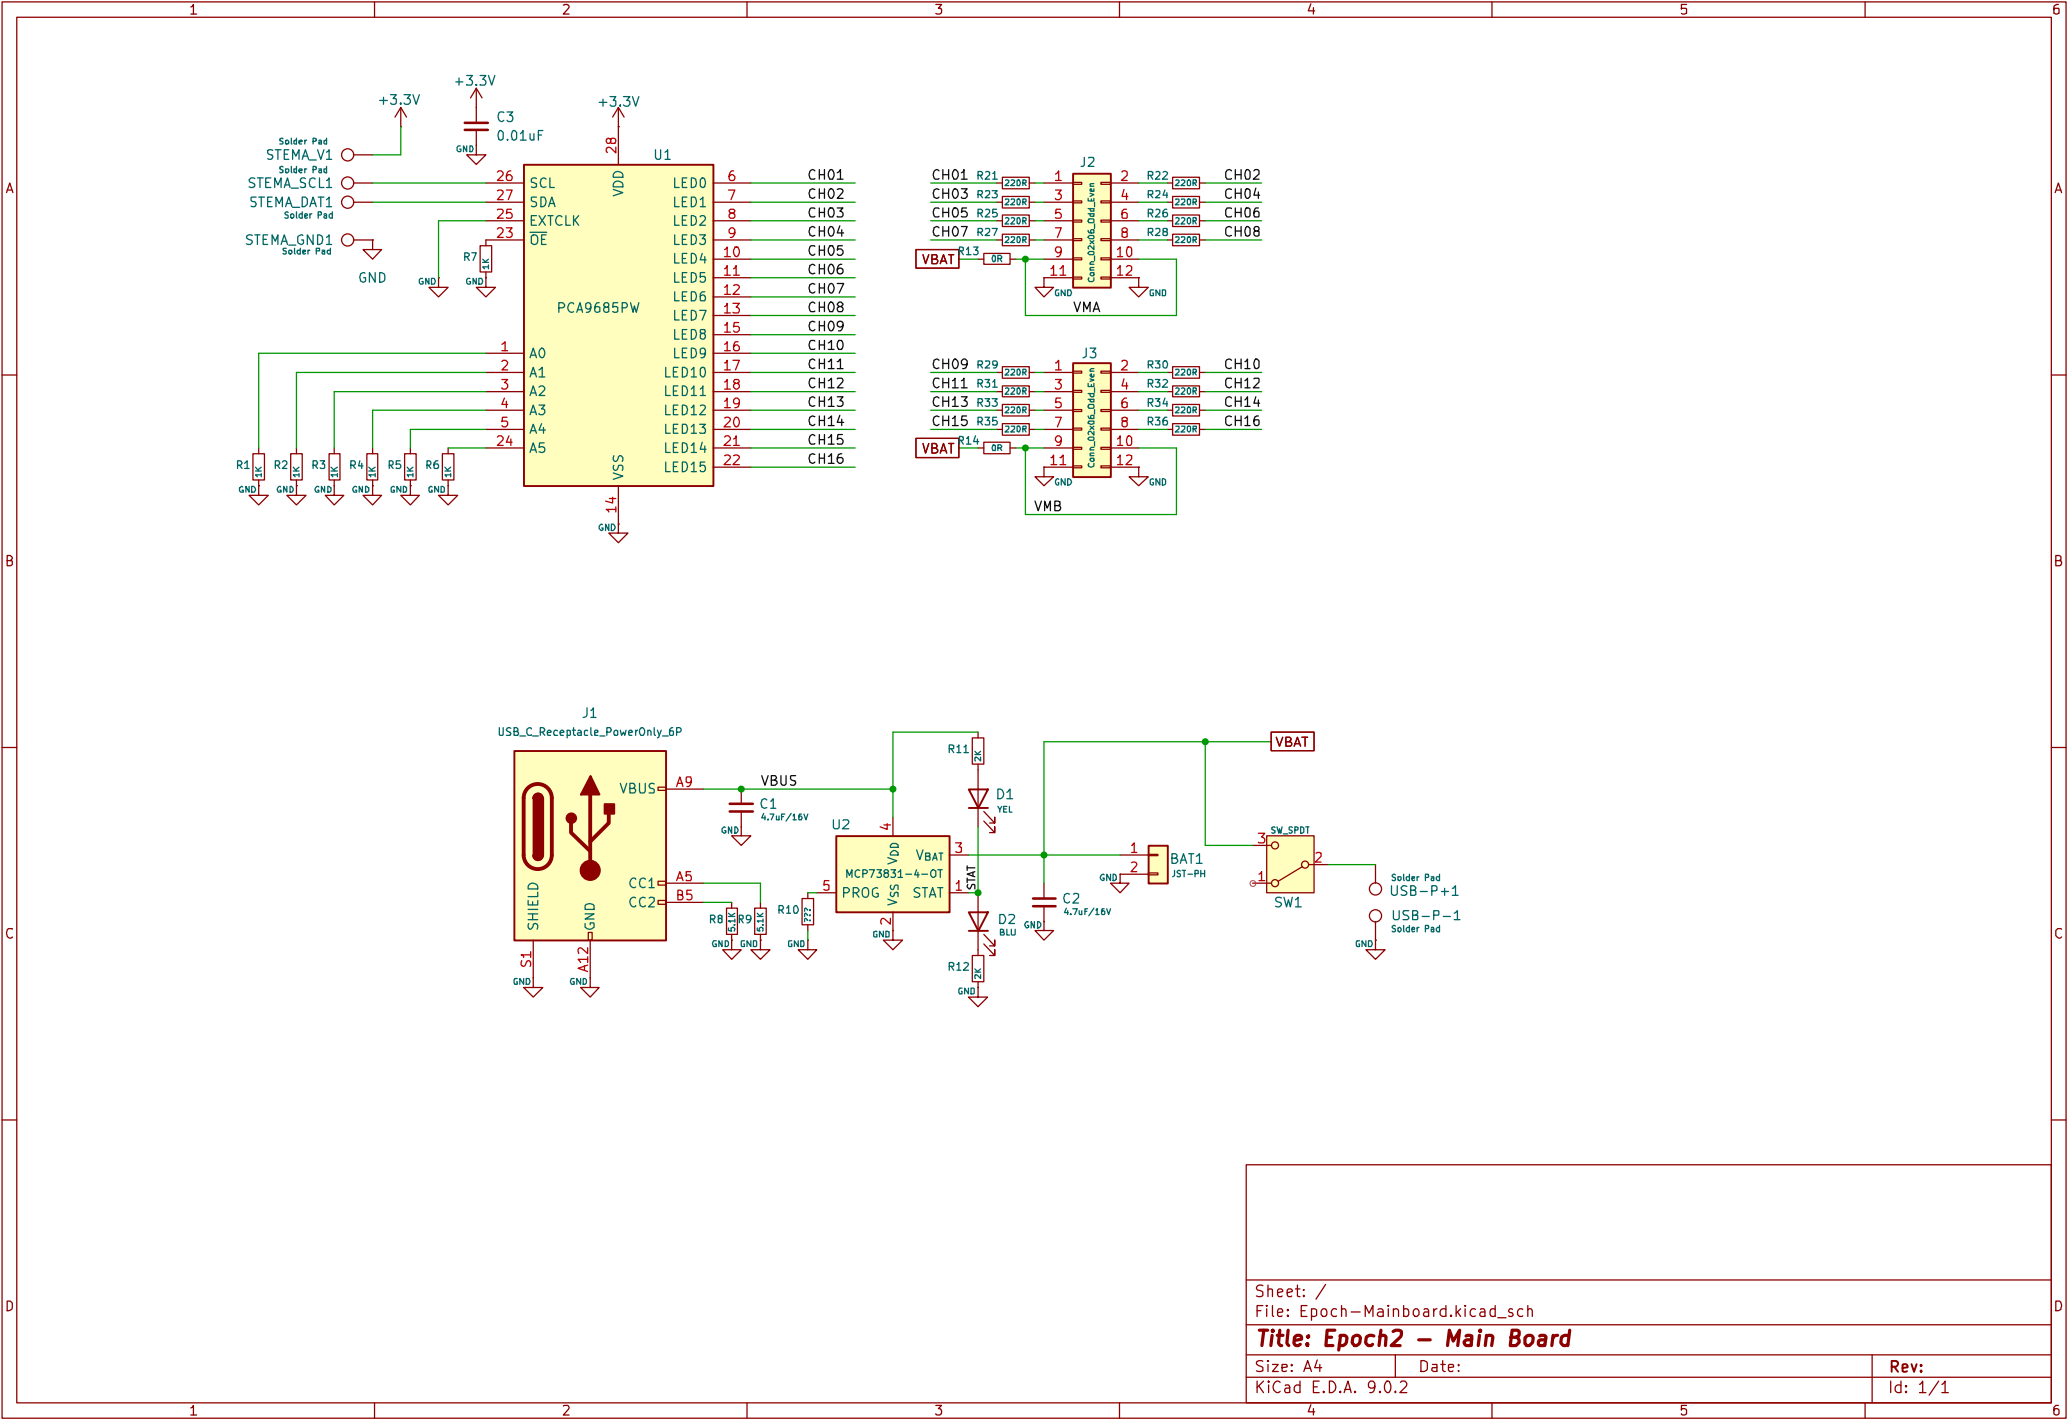 1 2 3 4 5 6
A
B
C
D
+3.3V
+3.3V
+3.3V
C3
0.01uF
GND
Solder Pad
STEMA_V1
Solder Pad
STEMA_SCL1
STEMA_DAT1
Solder Pad
STEMA_GND1
Solder Pad
GND
GND
R7
1K
GND
U1
PCA9685PW
28
VDD
26 SCL
27 SDA
25 EXTCLK
23 OE
1 A0
2 A1
3 A2
4 A3
5 A4
24 A5
VSS
14
GND
LED0 6 CH01
LED1 7 CH02
LED2 8 CH03
LED3 9 CH04
LED4 10 CH05
LED5 11 CH06
LED6 12 CH07
LED7 13 CH08
LED8 15 CH09
LED9 16 CH10
LED10 17 CH11
LED11 18 CH12
LED12 19 CH13
LED13 20 CH14
LED14 21 CH15
LED15 22 CH16
R1 1K GND
R2 1K GND
R3 1K GND
R4 1K GND
R5 1K GND
R6 1K GND
J2
Conn_02x06_Odd_Even
CH01 R21 220R 1 2 R22 220R CH02
CH03 R23 220R 3 4 R24 220R CH04
CH05 R25 220R 5 6 R26 220R CH06
CH07 R27 220R 7 8 R28 220R CH08
VBAT R13 0R 9 10
11 12
GND GND
VMA
J3
Conn_02x06_Odd_Even
CH09 R29 220R 1 2 R30 220R CH10
CH11 R31 220R 3 4 R32 220R CH12
CH13 R33 220R 5 6 R34 220R CH14
CH15 R35 220R 7 8 R36 220R CH16
VBAT R14 0R 9 10
11 12
GND GND
VMB
J1
USB_C_Receptacle_PowerOnly_6P
VBUS A9
CC1 A5
CC2 B5
SHIELD
GND
S1
A12
GND
GND
VBUS
C1
4.7uF/16V
GND
R8
5.1K
GND
R9
5.1K
GND
R10
???
GND
U2
MCP73831-4-OT
4
VDD
VBAT 3
5 PROG
STAT 1
VSS
2
GND
R11
2K
D1
YEL
STAT
D2
BLU
R12
2K
GND
C2
4.7uF/16V
GND
1
2
GND
BAT1
JST-PH
VBAT
SW_SPDT
3
2
1
SW1
Solder Pad
USB-P+1
USB-P-1
Solder Pad
GND
Sheet: /
File: Epoch-Mainboard.kicad_sch
Title: Epoch2 - Main Board
Size: A4 Date: Rev:
KiCad E.D.A. 9.0.2 Id: 1/1
A
B
C
D
1 2 3 4 5 6